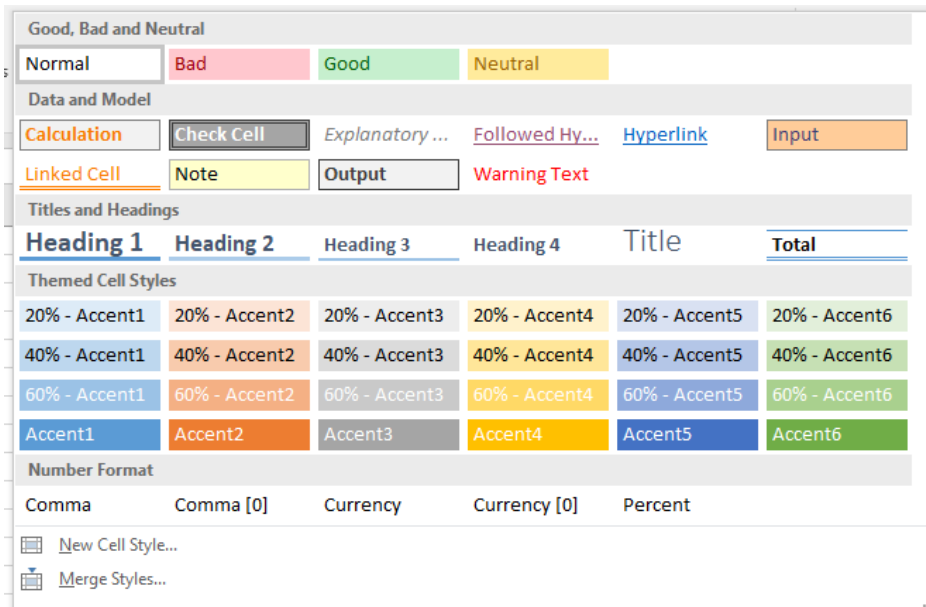 Good, Bad and Neutral
Normal Bad Good Neutral
Data and Model
Calculation Check Cell Explanatory ... Followed Hy... Hyperlink Input
Linked Cell Note Output Warning Text
Titles and Headings
Heading 1 Heading 2 Heading 3 Heading 4 Title Total
Themed Cell Styles
20% - Accent1 20% - Accent2 20% - Accent3 20% - Accent4 20% - Accent5 20% - Accent6
40% - Accent1 40% - Accent2 40% - Accent3 40% - Accent4 40% - Accent5 40% - Accent6
60% - Accent1 60% - Accent2 60% - Accent3 60% - Accent4 60% - Accent5 60% - Accent6
Accent1 Accent2 Accent3 Accent4 Accent5 Accent6
Number Format
Comma Comma [0] Currency Currency [0] Percent
New Cell Style...
Merge Styles...